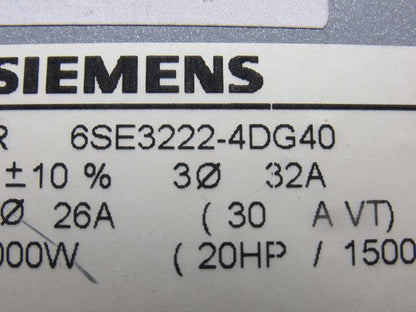 SIEMENS
R 6SE3222-4DG40
±10 % 3Ø 32A
Ø 26A ( 30 A VT)
000W ( 20HP / 1500